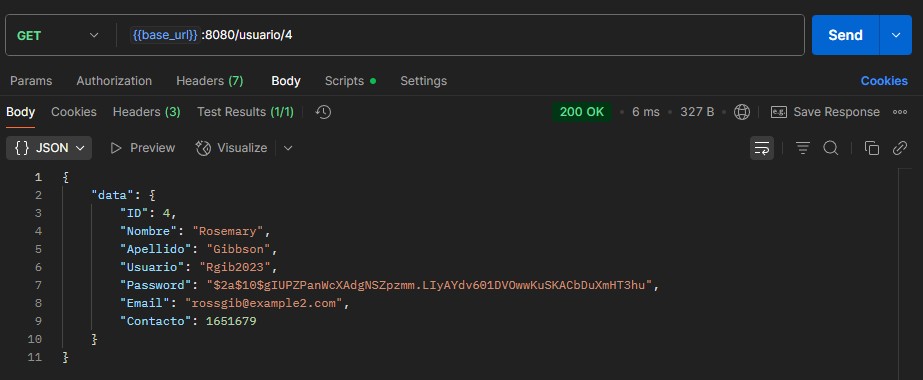 GET {{base_url}}:8080/usuario/4 Send
Params Authorization Headers (7) Body Scripts Settings Cookies
Body Cookies Headers (3) Test Results (1/1) 200 OK 6 ms 327 B e.g. Save Response
{} JSON Preview Visualize
1 {
2 "data": {
3 "ID": 4,
4 "Nombre": "Rosemary",
5 "Apellido": "Gibbson",
6 "Usuario": "Rgib2023",
7 "Password": "$2a$10$gIUPZPanWcXAdgNSZpzmm.LIyAYdv601DVOwwKuSKACbDuXmHT3hu",
8 "Email": "rossgib@example2.com",
9 "Contacto": 1651679
10 }
11 }